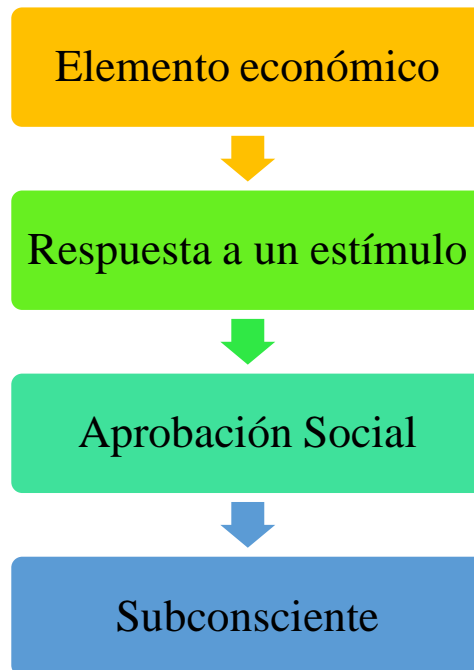 Elemento económico
Respuesta a un estímulo
Aprobación Social
Subconsciente